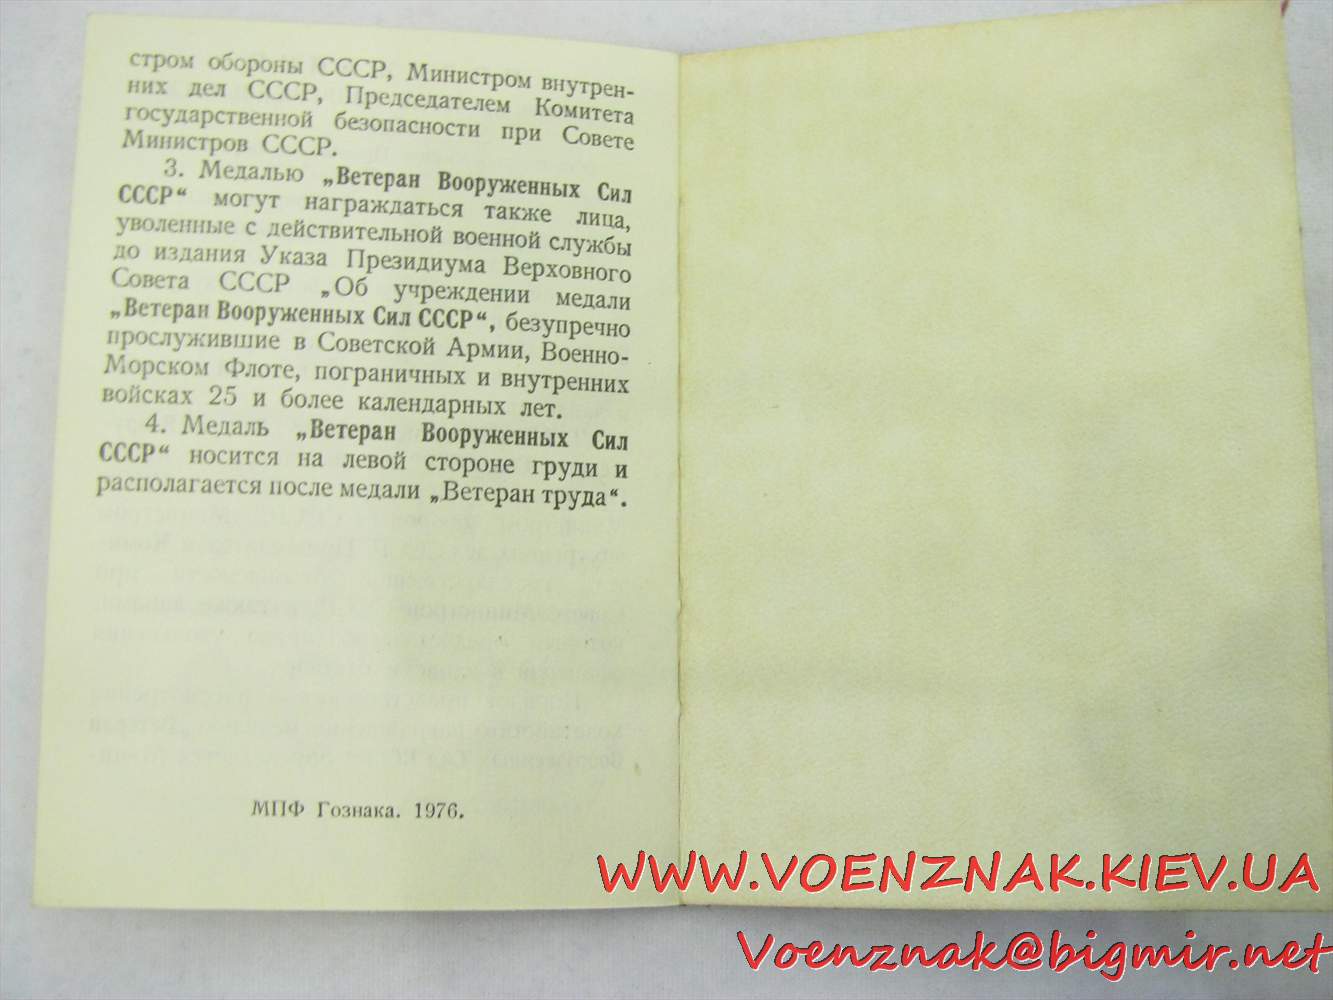 стром обороны СССР, Министром внутрен-
них дел СССР, Председателем Комитета
государственной безопасности при Совете
Министров СССР.
3. Медалью „Ветеран Вооруженных Сил
СССР“ могут награждаться также лица,
уволенные с действительной военной службы
до издания Указа Президиума Верховного
Совета СССР „Об учреждении медали
„Ветеран Вооруженных Сил СССР“, безупречно
прослужившие в Советской Армии, Военно-
Морском Флоте, пограничных и внутренних
войсках 25 и более календарных лет.
4. Медаль „Ветеран Вооруженных Сил
СССР“ носится на левой стороне груди и
располагается после медали „Ветеран труда“.
МПФ Гознака. 1976.
WWW.VOENZNAK.KIEV.UA
Voenznak@bigmir.net